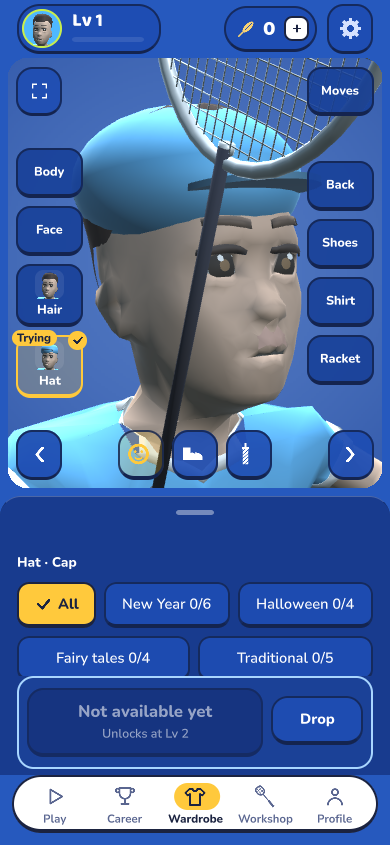 Lv 1
0
+
Moves
Body
Back
Face
Shoes
Hair
Shirt
Trying
Hat
Racket
Hat · Cap
All
New Year 0/6
Halloween 0/4
Fairy tales 0/4
Traditional 0/5
Not available yet
Unlocks at Lv 2
Drop
Play
Career
Wardrobe
Workshop
Profile